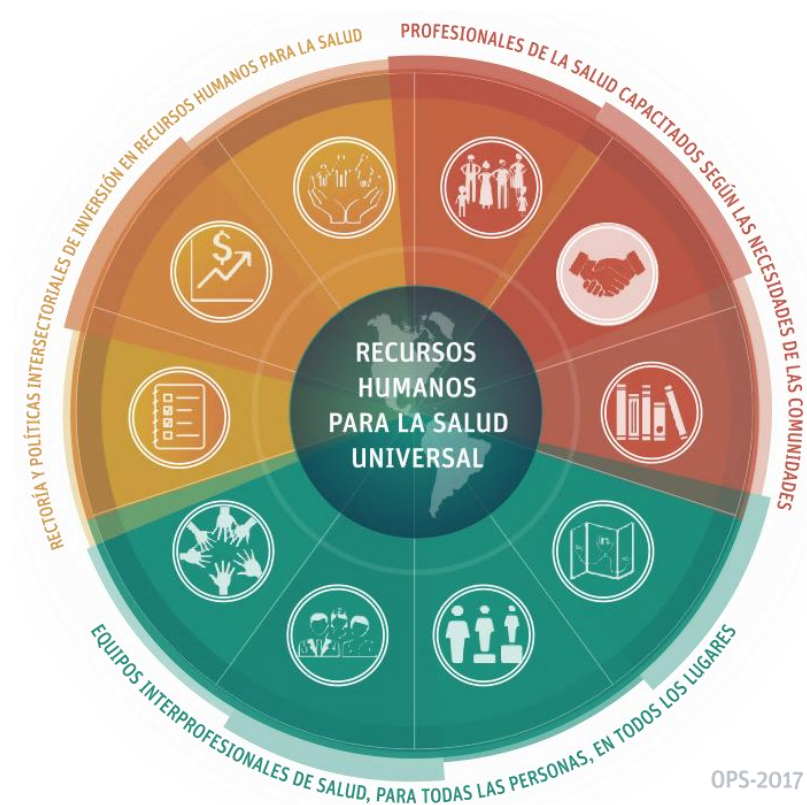 RECTORÍA Y POLÍTICAS INTERSECTORIALES DE INVERSIÓN EN RECURSOS HUMANOS PARA LA SALUD
PROFESIONALES DE LA SALUD CAPACITADOS SEGÚN LAS NECESIDADES DE LAS COMUNIDADES
$
RECURSOS
HUMANOS
PARA LA SALUD
UNIVERSAL
EQUIPOS INTERPROFESIONALES DE SALUD, PARA TODAS LAS PERSONAS, EN TODOS LOS LUGARES
OPS-2017